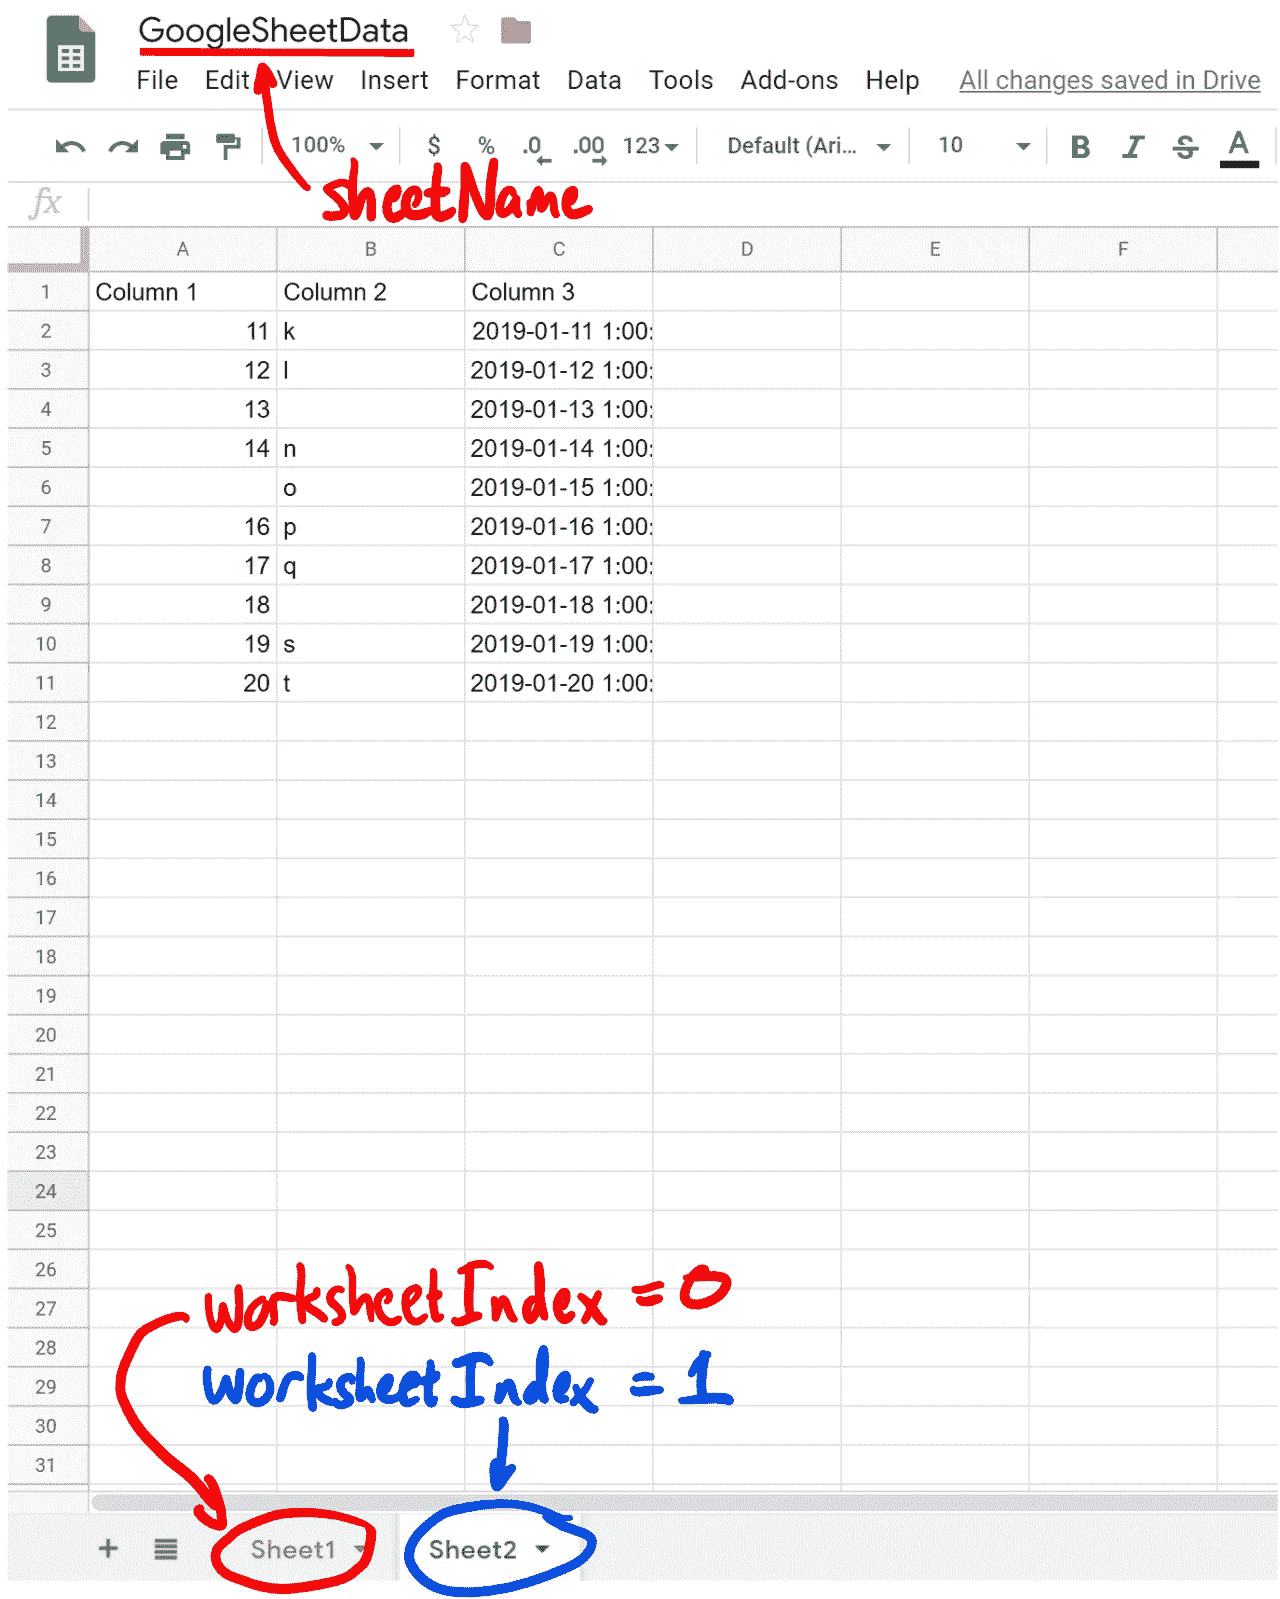 GoogleSheetData
File Edit View Insert Format Data Tools Add-ons Help All changes saved in Drive
100% $ % .0 .00 123 Default (Ari... 10 B I S A
sheetName
fx
A B C D E F
1 Column 1 Column 2 Column 3
2 11 k 2019-01-11 1:00:
3 12 l 2019-01-12 1:00:
4 13 2019-01-13 1:00:
5 14 n 2019-01-14 1:00:
6 o 2019-01-15 1:00:
7 16 p 2019-01-16 1:00:
8 17 q 2019-01-17 1:00:
9 18 2019-01-18 1:00:
10 19 s 2019-01-19 1:00:
11 20 t 2019-01-20 1:00:
12
13
14
15
16
17
18
19
20
21
22
23
24
25
26
27
28
29
30
31
worksheetIndex = 0
worksheetIndex = 1
Sheet1 Sheet2